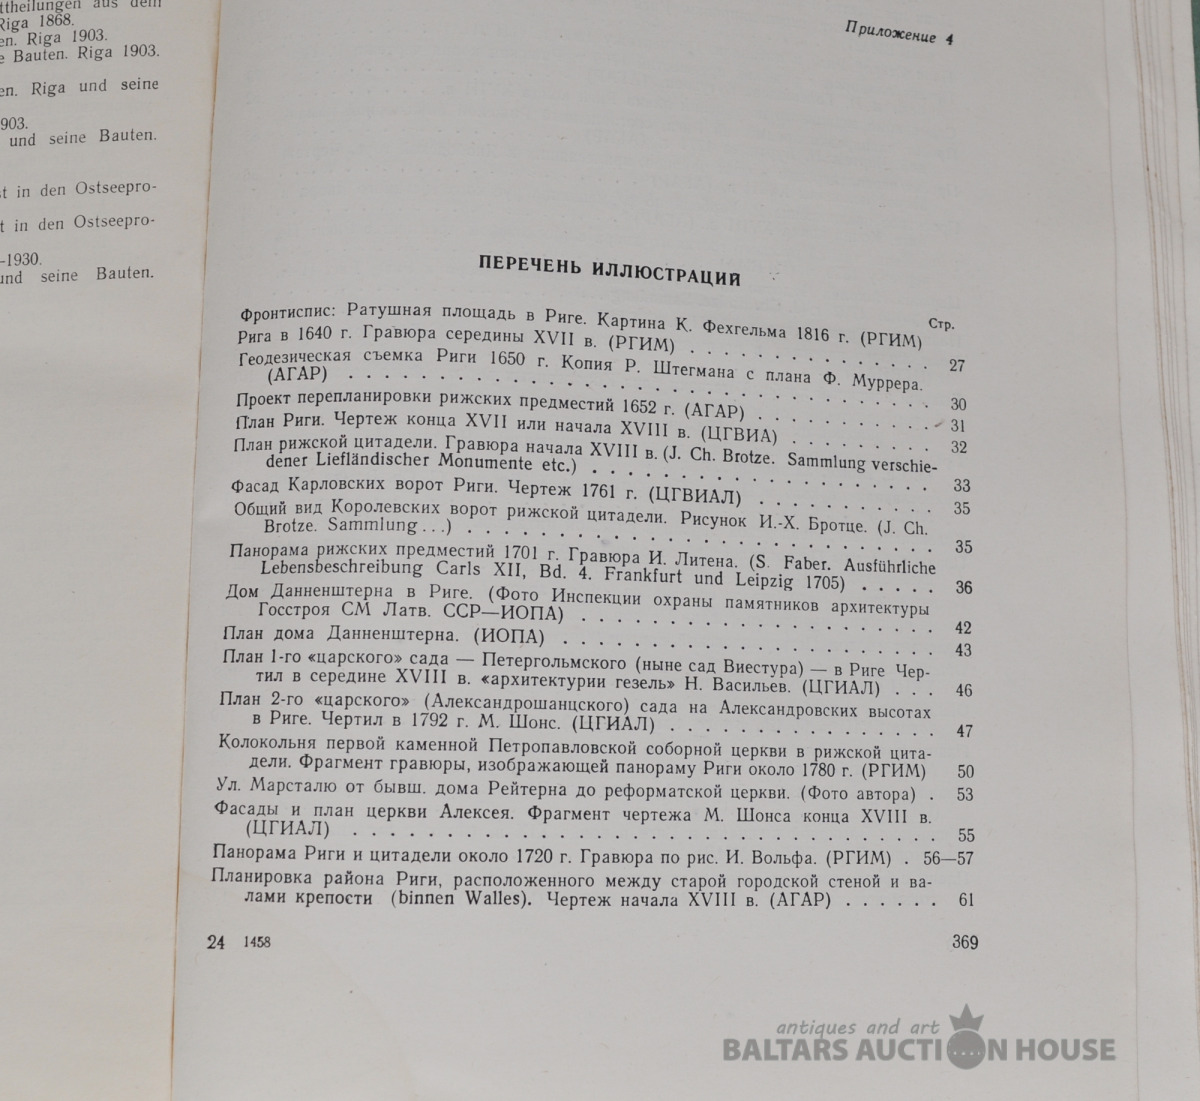 ttheilungen aus dem
Riga 1868.
en. Riga 1903.
e Bauten. Riga 1903.
en. Riga und seine
903.
und seine Bauten.
st in den Ostseepro-
t in den Ostseepro-
-1930.
und seine Bauten.
Приложение 4
ПЕРЕЧЕНЬ ИЛЛЮСТРАЦИЙ
Стр.
Фронтиспис: Ратушная площадь в Риге. Картина К. Фехгельма 1816 г. (РГИМ)
Рига в 1640 г. Гравюра середины XVII в. (РГИМ) . . . . . . . . . . . . . 27
Геодезическая съемка Риги 1650 г. Копия Р. Штегмана с плана Ф. Муррера.
(АГАР) . . . . . . . . . . . . . . . . . . . . . . . . . 30
Проект перепланировки рижских предместий 1652 г. (АГАР) . . . . . . . . . 31
План Риги. Чертеж конца XVII или начала XVIII в. (ЦГВИА) . . . . . . . . 32
План рижской цитадели. Гравюра начала XVIII в. (J. Ch. Brotze. Sammlung verschie-
dener Liefländischer Monumente etc.) . . . . . . . . . . . . . . . 33
Фасад Карловских ворот Риги. Чертеж 1761 г. (ЦГВИАЛ) . . . . . . . . . 35
Общий вид Королевских ворот рижской цитадели. Рисунок И.-Х. Бротце. (J. Ch.
Brotze. Sammlung . . .) . . . . . . . . . . . . . . . . . . . . 35
Панорама рижских предместий 1701 г. Гравюра И. Литена. (S. Faber. Ausführliche
Lebensbeschreibung Carls XII, Bd. 4. Frankfurt und Leipzig 1705) . . . . . 36
Дом Данненштерна в Риге. (Фото Инспекции охраны памятников архитектуры
Госстроя СМ Латв. ССР—ИОПА) . . . . . . . . . . . . . . . . 42
План дома Данненштерна. (ИОПА) . . . . . . . . . . . . . . . . . 43
План 1-го «царского» сада — Петергольмского (ныне сад Виестура) — в Риге Чер-
тил в середине XVIII в. «архитектурии гезель» Н. Васильев. (ЦГИАЛ) . . . 46
План 2-го «царского» (Александрошанцского) сада на Александровских высотах
в Риге. Чертил в 1792 г. М. Шонс. (ЦГИАЛ) . . . . . . . . . . . . . 47
Колокольня первой каменной Петропавловской соборной церкви в рижской цита-
дели. Фрагмент гравюры, изображающей панораму Риги около 1780 г. (РГИМ) 50
Ул. Марсталю от бывш. дома Рейтерна до реформатской церкви. (Фото автора) . 53
Фасады и план церкви Алексея. Фрагмент чертежа М. Шонса конца XVIII в.
(ЦГИАЛ) . . . . . . . . . . . . . . . . . . . . . . . . . 55
Панорама Риги и цитадели около 1720 г. Гравюра по рис. И. Вольфа. (РГИМ) . 56—57
Планировка района Риги, расположенного между старой городской стеной и ва-
лами крепости (binnen Walles). Чертеж начала XVIII в. (АГАР) . . . . . . 61
24 1458
369
antiques and art
BALTARS AUCTION HOUSE